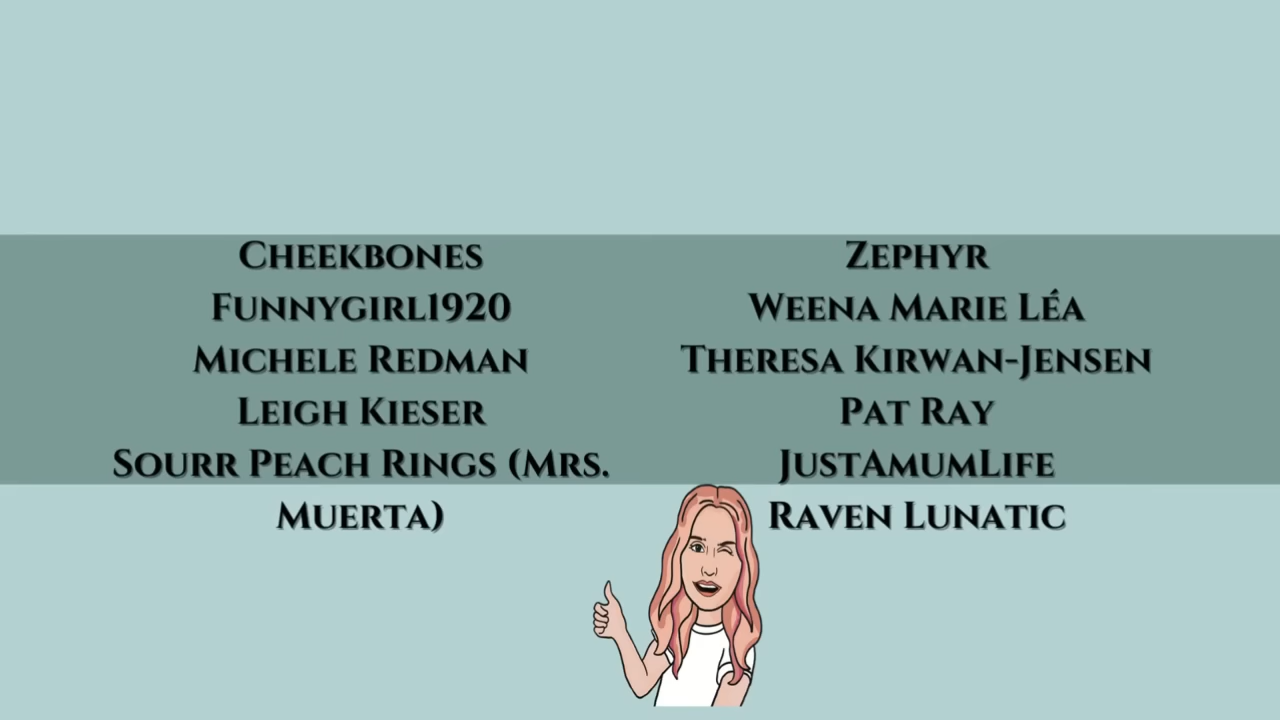 Cheekbones
Funnygirl1920
Michele Redman
Leigh Kieser
Sourr Peach Rings (Mrs.
Muerta)
Zephyr
Weena Marie Léa
Theresa Kirwan-Jensen
Pat Ray
JustAmumLife
Raven Lunatic